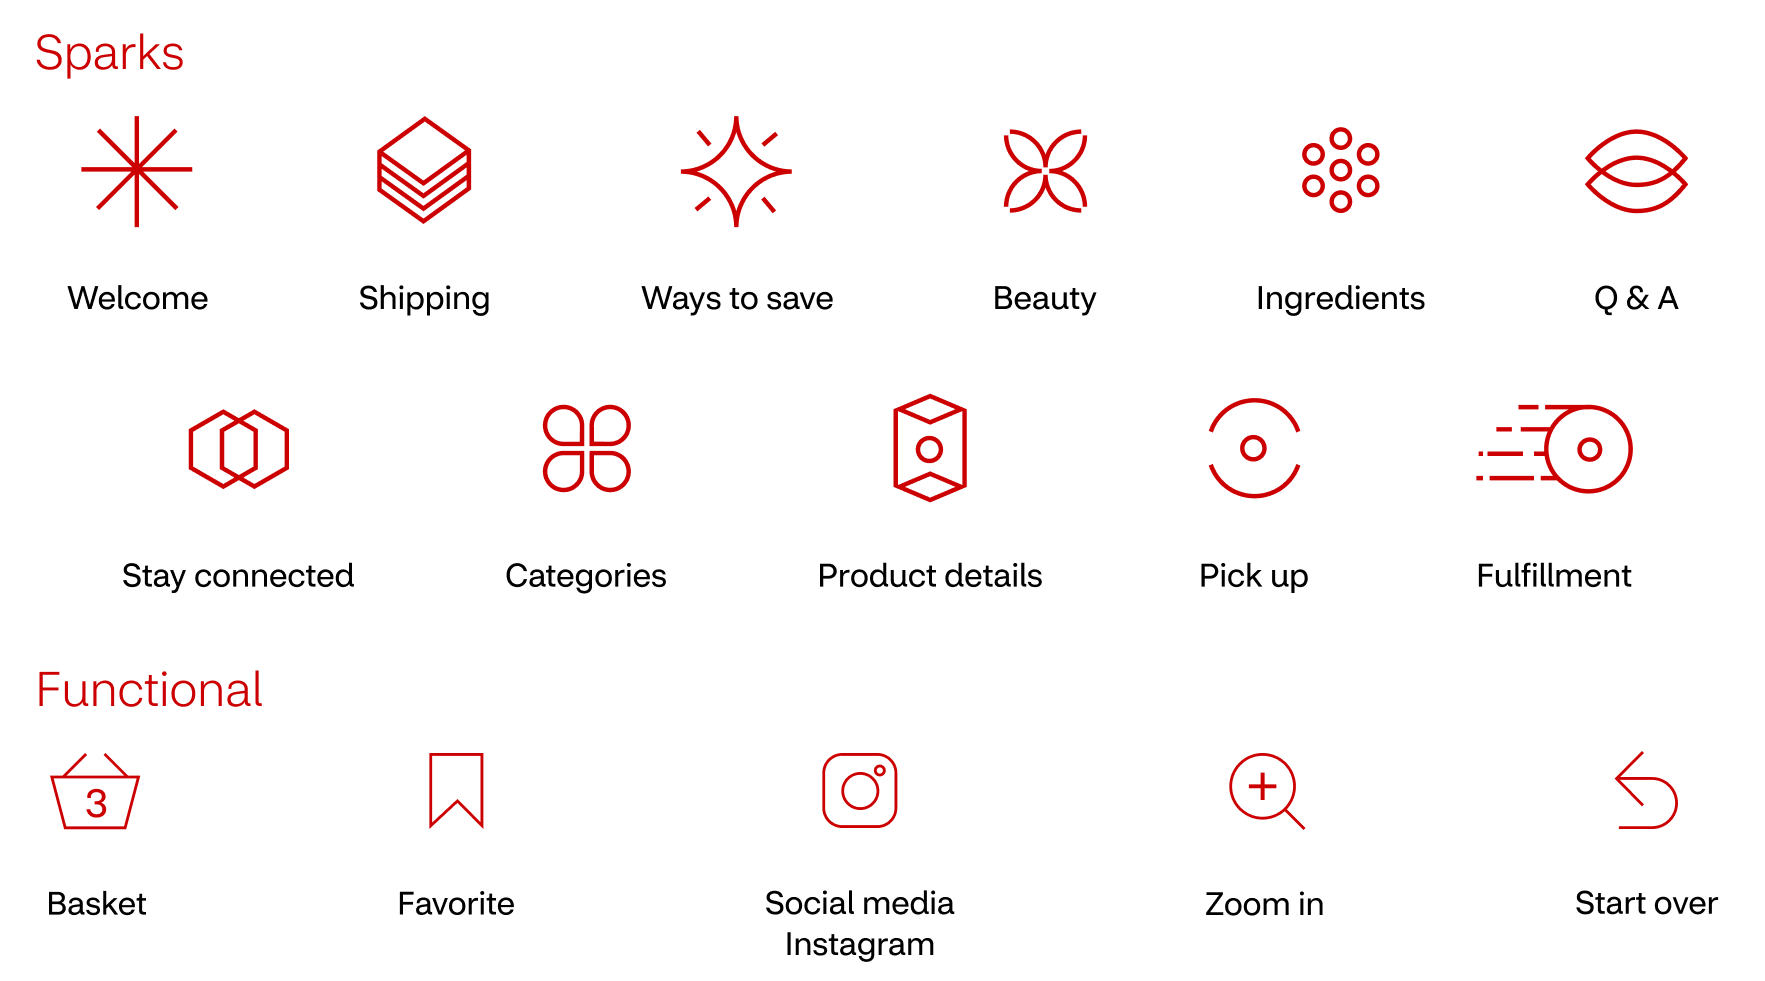 Sparks
Welcome
Shipping
Ways to save
Beauty
Ingredients
Q & A
Stay connected
Categories
Product details
Pick up
Fulfillment
Functional
3
Basket
Favorite
Social media
Instagram
Zoom in
Start over